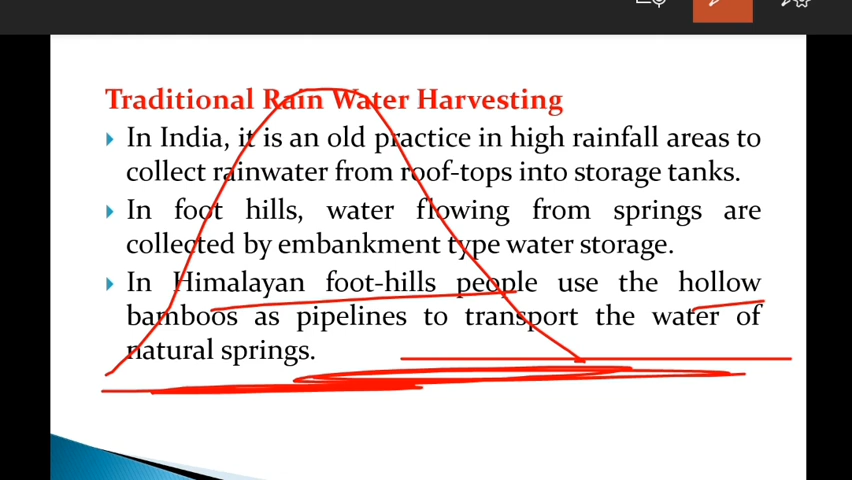 Traditional Rain Water Harvesting
In India, it is an old practice in high rainfall areas to
collect rainwater from roof-tops into storage tanks.
In foot hills, water flowing from springs are
collected by embankment type water storage.
In Himalayan foot-hills people use the hollow
bamboos as pipelines to transport the water of
natural springs.